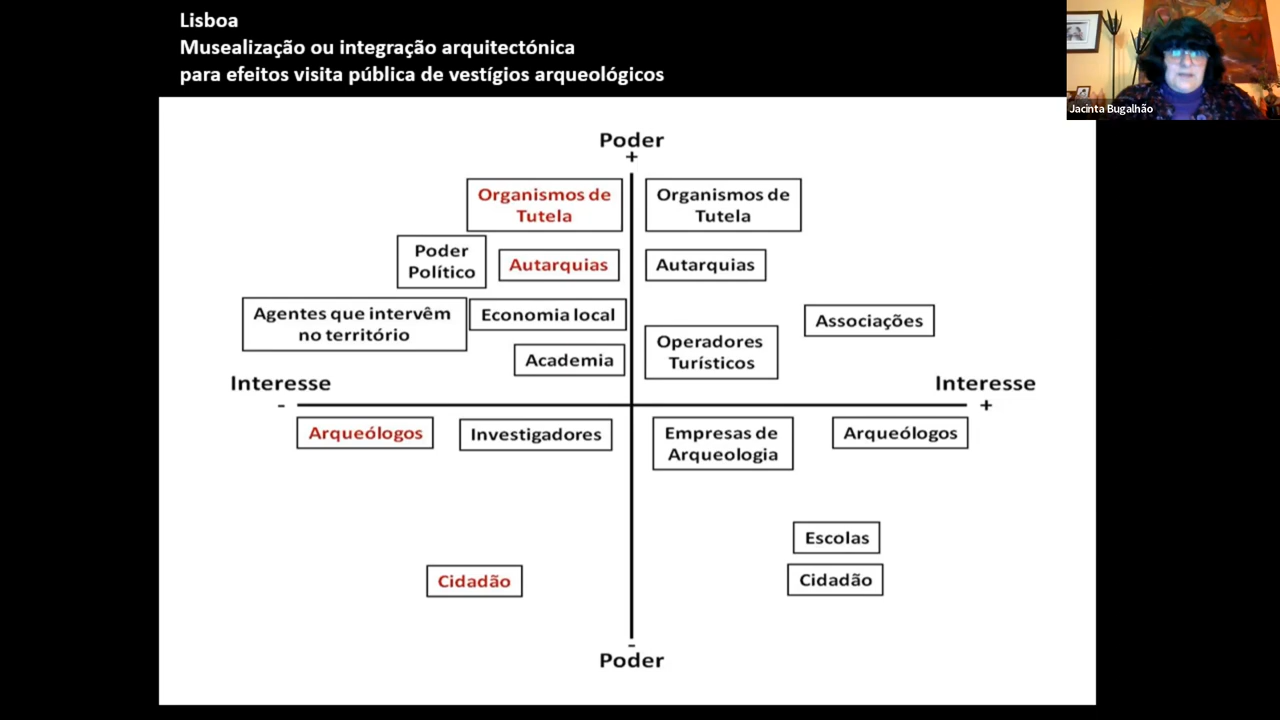 Lisboa
Musealização ou integração arquitectónica
para efeitos visita pública de vestígios arqueológicos
Jacinta Bugalhão
Poder
+
Organismos de
Tutela
Organismos de
Tutela
Poder
Político
Autarquias
Autarquias
Agentes que intervêm
no território
Economia local
Associações
Academia
Operadores
Turísticos
Interesse
-
Interesse
+
Arqueólogos
Investigadores
Empresas de
Arqueologia
Arqueólogos
Escolas
Cidadão
Cidadão
-
Poder